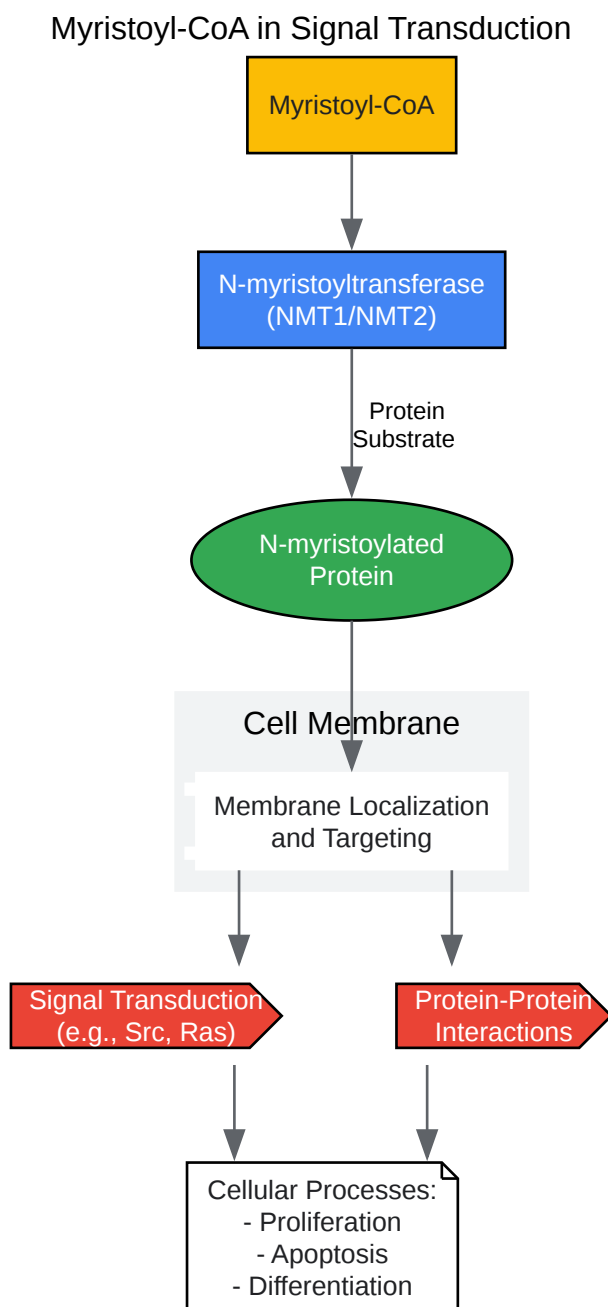 Myristoyl-CoA in Signal Transduction
Myristoyl-CoA
N-myristoyltransferase
(NMT1/NMT2)
Protein
Substrate
N-myristoylated
Protein
Cell Membrane
Membrane Localization
and Targeting
Signal Transduction
(e.g., Src, Ras)
Protein-Protein
Interactions
Cellular Processes:
- Proliferation
- Apoptosis
- Differentiation